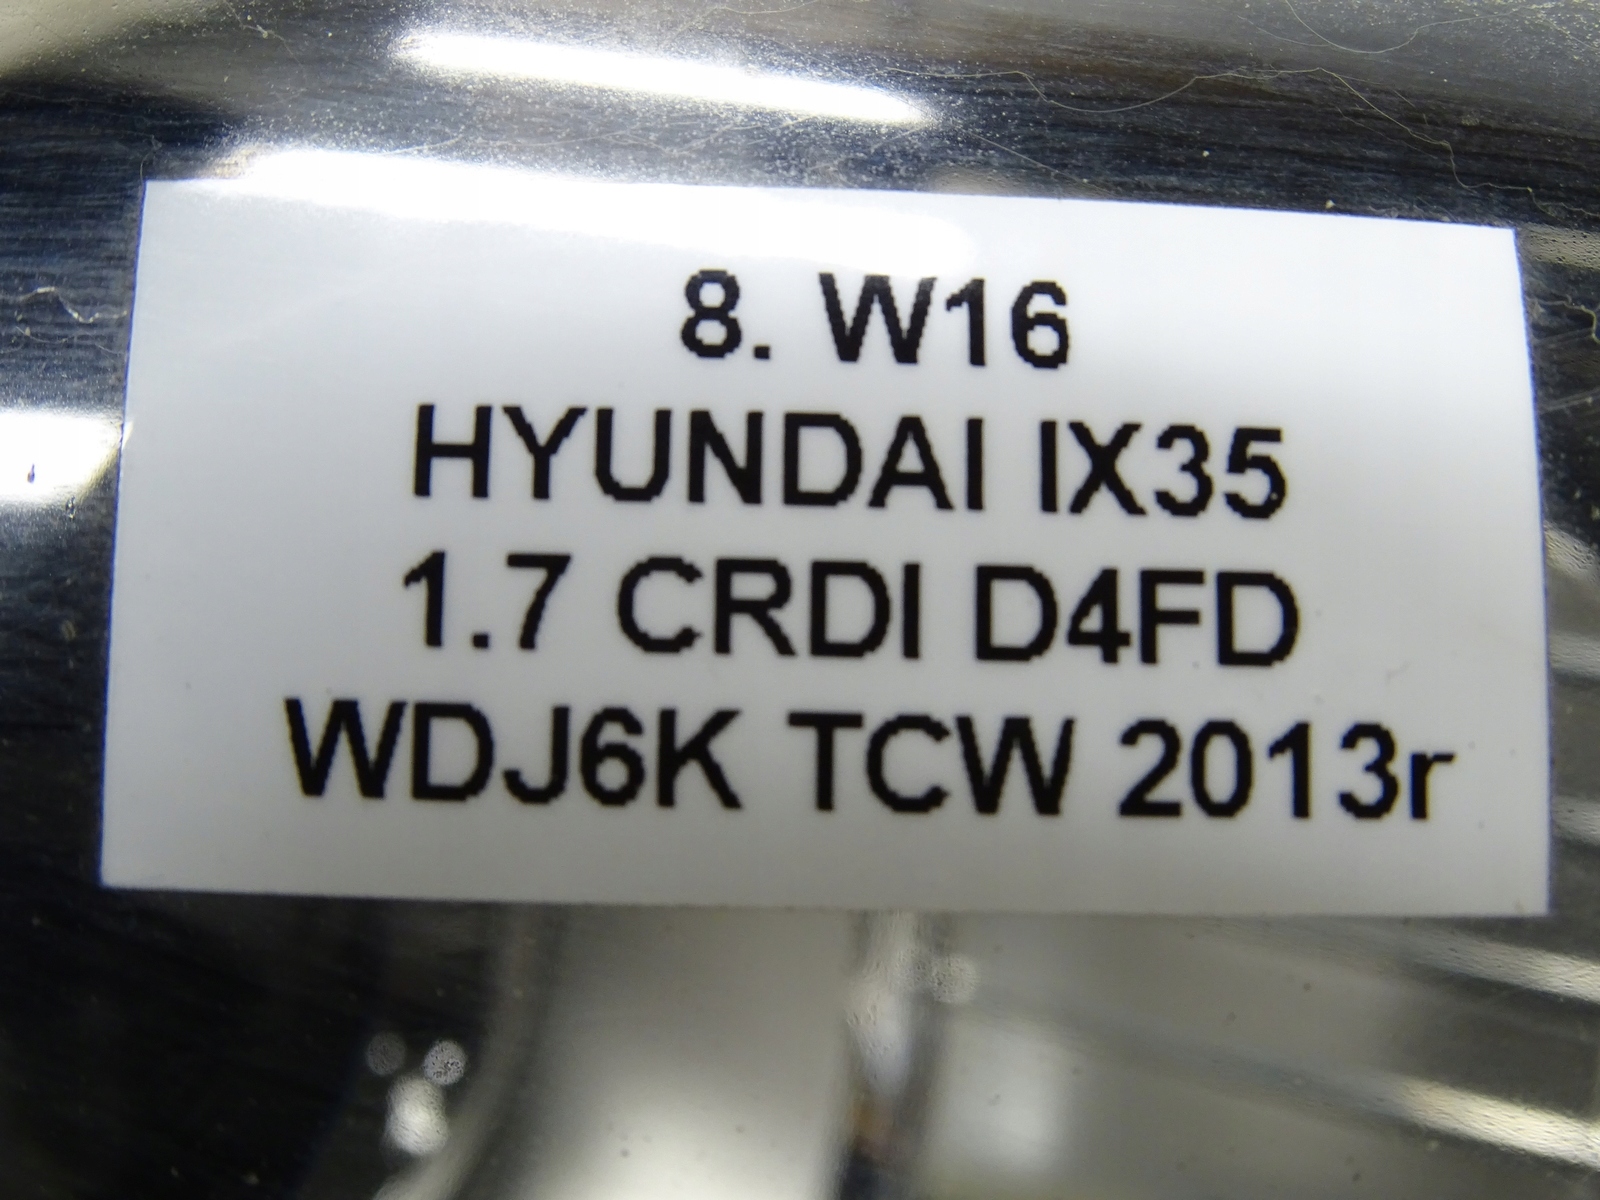 8. W16
HYUNDAI IX35
1.7 CRDI D4FD
WDJ6K TCW 2013r